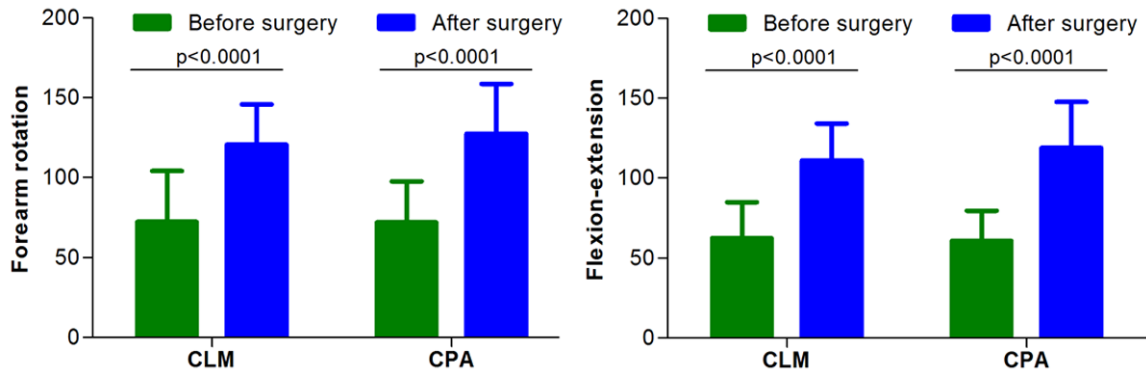 Before surgery After surgery
p<0.0001 p<0.0001
Forearm rotation
200
150
100
50
0
CLM CPA
Before surgery After surgery
p<0.0001 p<0.0001
Flexion-extension
200
150
100
50
0
CLM CPA